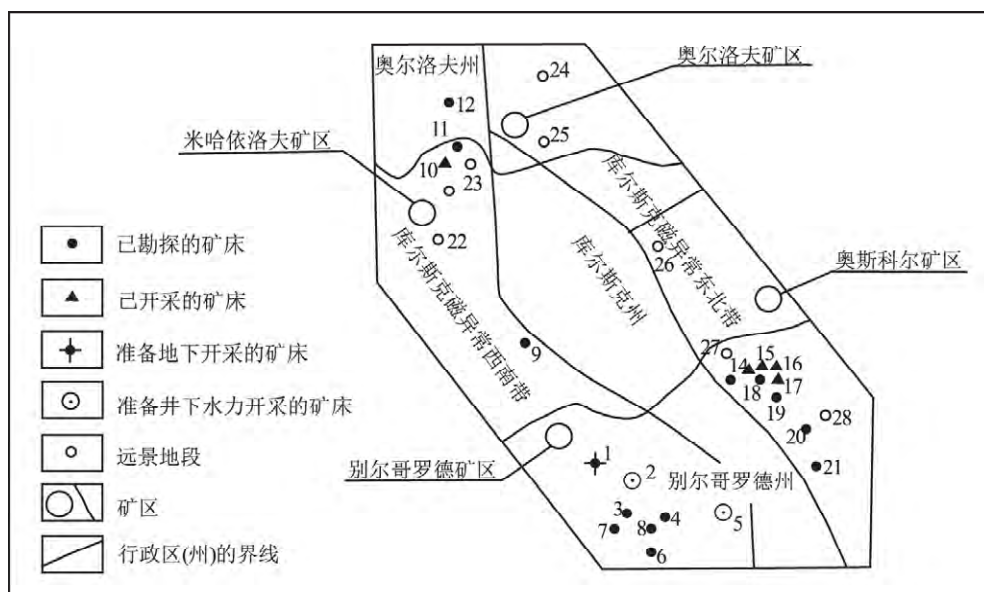 奥尔洛夫州
24
奥尔洛夫矿区
12
11
25
米哈依洛夫矿区
10
23
22
库尔斯克磁异常东北带
26
库尔斯克州
奥斯科尔矿区
库尔斯克磁异常西南带
9
27
15
16
14
17
18
19
28
20
21
别尔哥罗德矿区
1
2
别尔哥罗德州
3
4
5
7
8
6
已勘探的矿床
已开采的矿床
准备地下开采的矿床
准备井下水力开采的矿床
远景地段
矿区
行政区(州)的界线